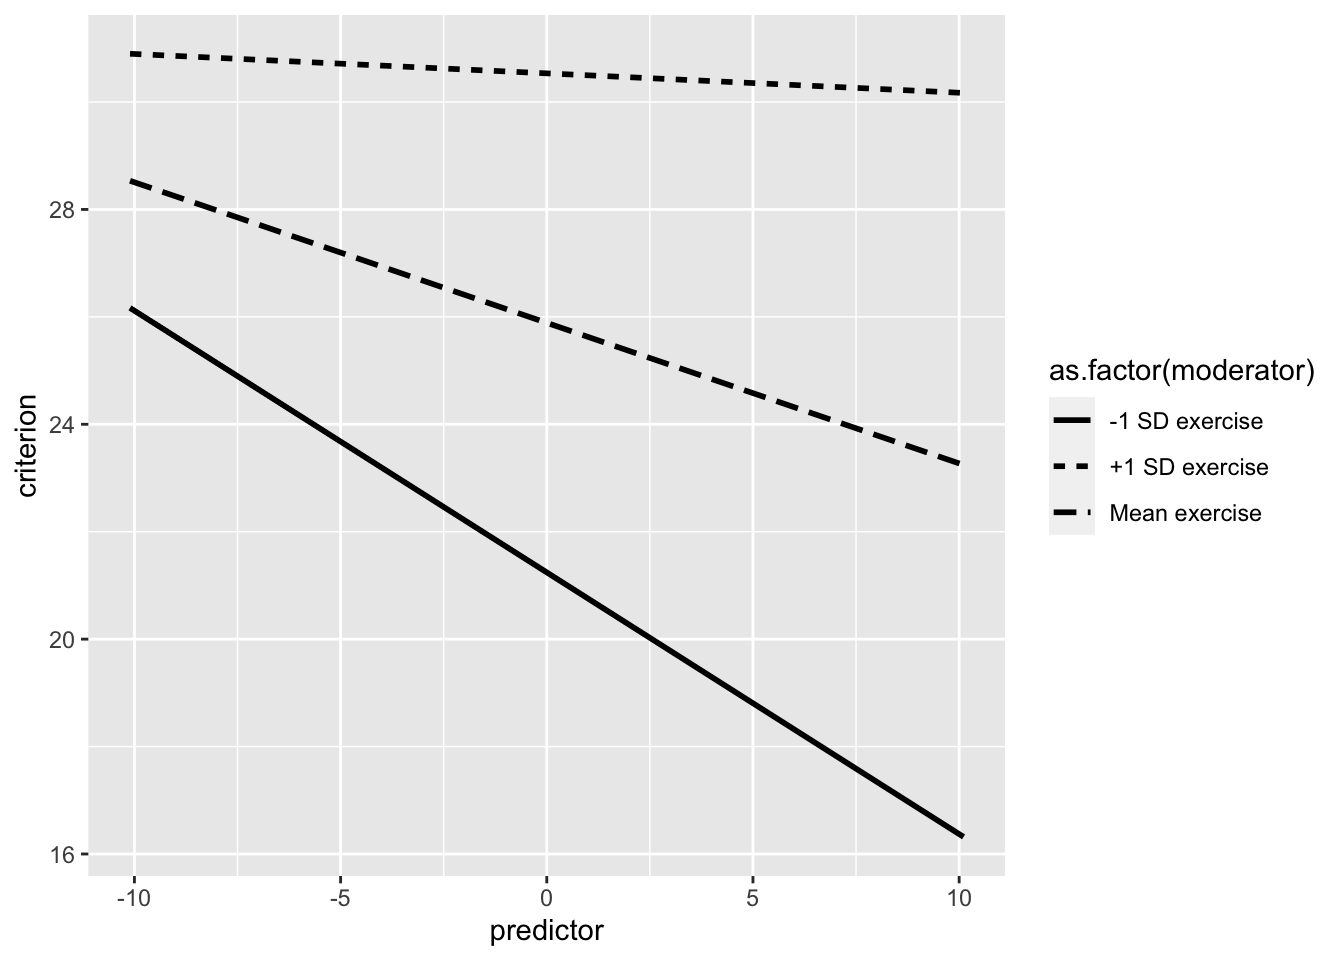 28
24
20
16
criterion
-10
-5
0
5
10
predictor
as.factor(moderator)
-1 SD exercise
+1 SD exercise
Mean exercise